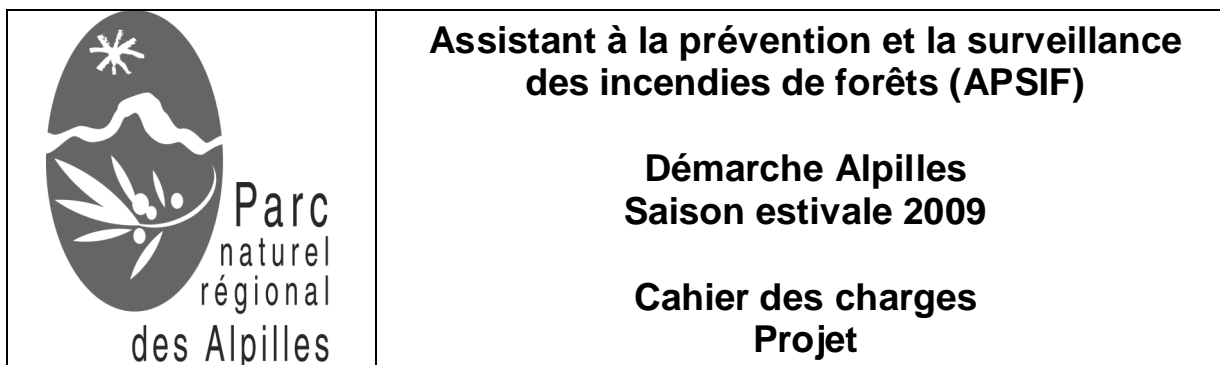 Parc
naturel
régional
des Alpilles
Assistant à la prévention et la surveillance
des incendies de forêts (APSIF)
Démarche Alpilles
Saison estivale 2009
Cahier des charges
Projet